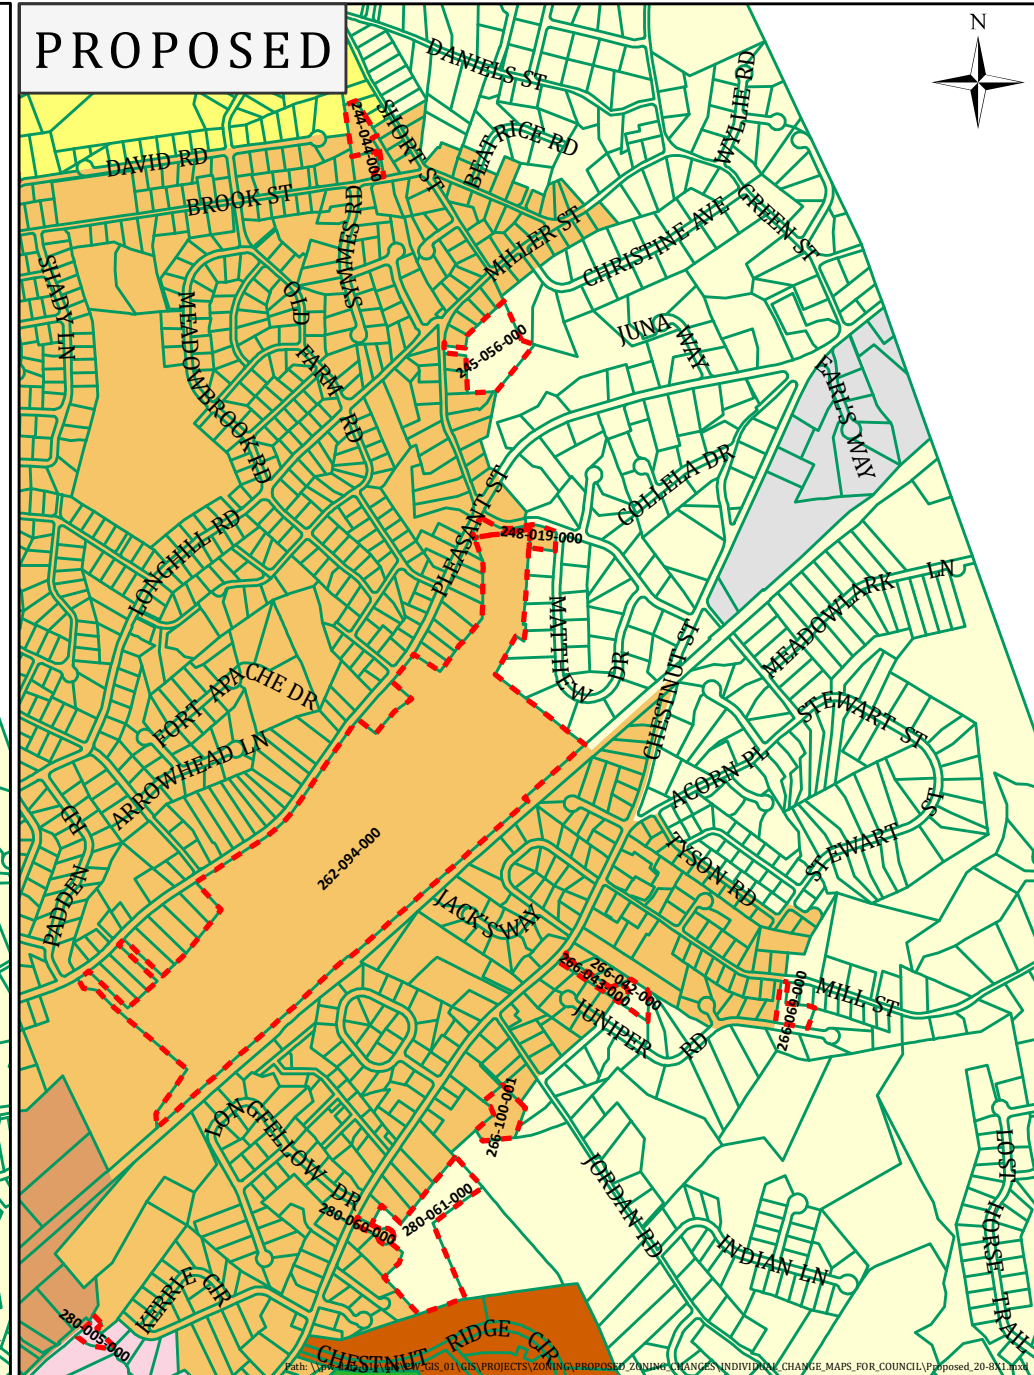 PROPOSED
N
DANIELS ST
WYLIE RD
SHORT ST
244-044-000
BEATRICE RD
DAVID RD
BROOK ST
CRESTWINKS
GREEN ST
MILLER ST
CHRISTINE AVE
SHADY LN
MEADOWBROOK RD
OLD FARM RD
245-056-000
JUNA WAY
EARL'S WAY
COLLELA DR
PLEASANT ST
LONGHILL RD
248-019-000
MEADOWLARK LN
MATTHEW DR
CHESTNUT ST
FORT APACHE DR
STEWART ST
ARROWHEAD LN
ACORN PL
PADDEN RD
262-094-000
TYSON RD
STEWART ST
JACK'S WAY
266-042-000
266-043-000
MILL ST
266-069-000
JUNIPER RD
266-100-001
LONGFELLOW DR
LOST HORSE TRAIL
JORDAN RD
280-061-000
280-060-000
INDIAN LN
KERRIE CIR
280-005-000
CHESTNUT RIDGE CIR